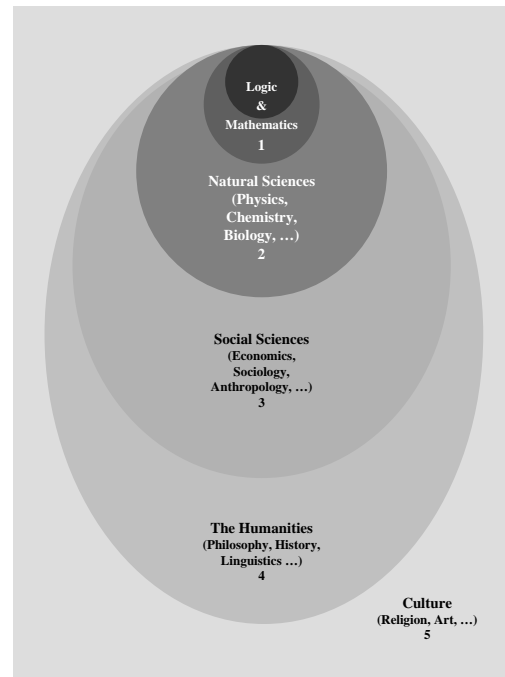 Logic
&
Mathematics
1
Natural Sciences
(Physics,
Chemistry,
Biology, …)
2
Social Sciences
(Economics,
Sociology,
Anthropology, …)
3
The Humanities
(Philosophy, History,
Linguistics …)
4
Culture
(Religion, Art, …)
5